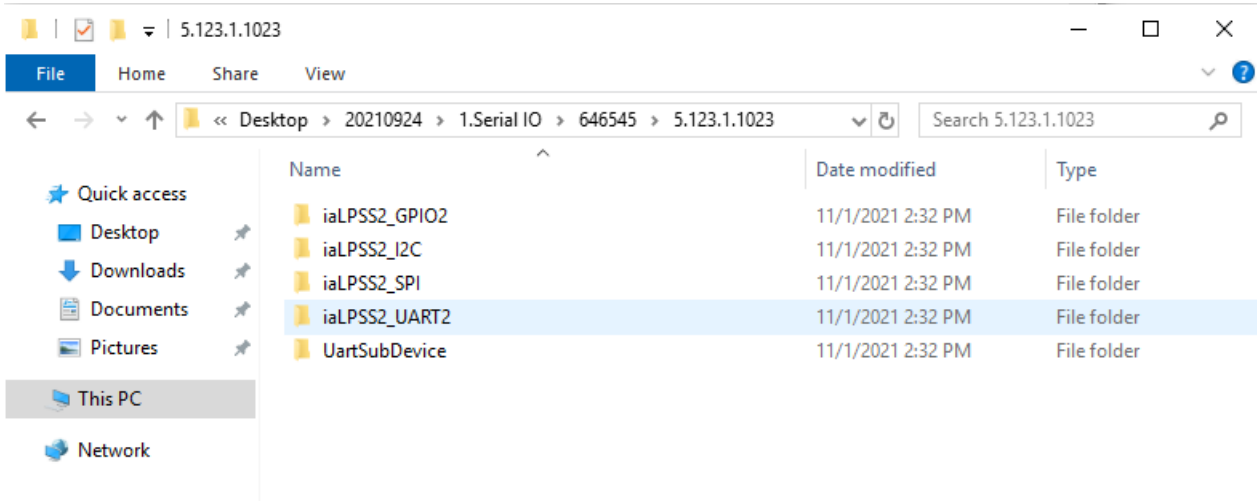 5.123.1.1023
File Home Share View
« Desktop > 20210924 > 1.Serial IO > 646545 > 5.123.1.1023 Search 5.123.1.1023
Name Date modified Type
Quick access
Desktop
Downloads
Documents
Pictures
This PC
Network
iaLPSS2_GPIO2 11/1/2021 2:32 PM File folder
iaLPSS2_I2C 11/1/2021 2:32 PM File folder
iaLPSS2_SPI 11/1/2021 2:32 PM File folder
iaLPSS2_UART2 11/1/2021 2:32 PM File folder
UartSubDevice 11/1/2021 2:32 PM File folder